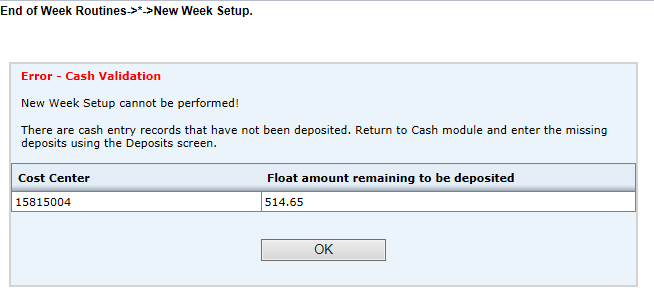 End of Week Routines->*->New Week Setup.
Error - Cash Validation
New Week Setup cannot be performed!
There are cash entry records that have not been deposited. Return to Cash module and enter the missing
deposits using the Deposits screen.
Cost Center Float amount remaining to be deposited
15815004 514.65
OK